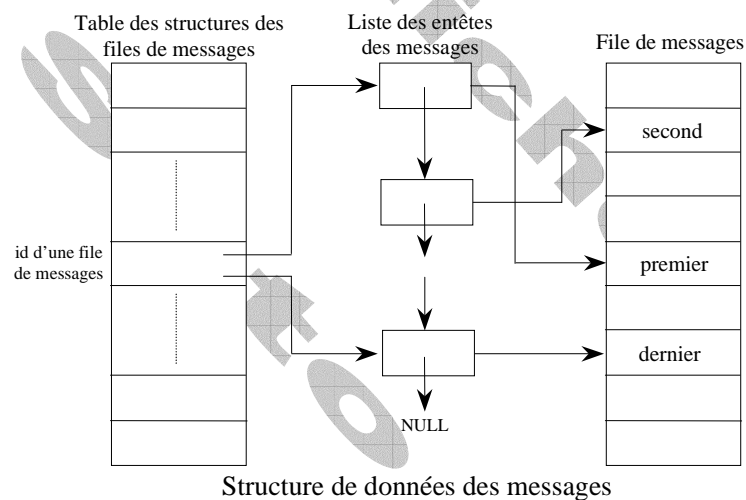 Table des structures des
files de messages
Liste des entêtes
des messages
File de messages
second
id d'une file
de messages
premier
dernier
NULL
Structure de données des messages